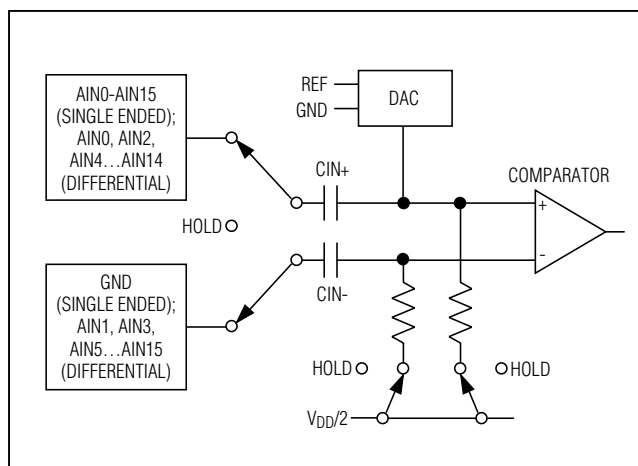 AIN0-AIN15
(SINGLE ENDED);
AIN0, AIN2,
AIN4…AIN14
(DIFFERENTIAL)
REF
GND
DAC
CIN+
COMPARATOR
+
-
HOLD
CIN-
GND
(SINGLE ENDED);
AIN1, AIN3,
AIN5…AIN15
(DIFFERENTIAL)
HOLD
HOLD
VDD/2